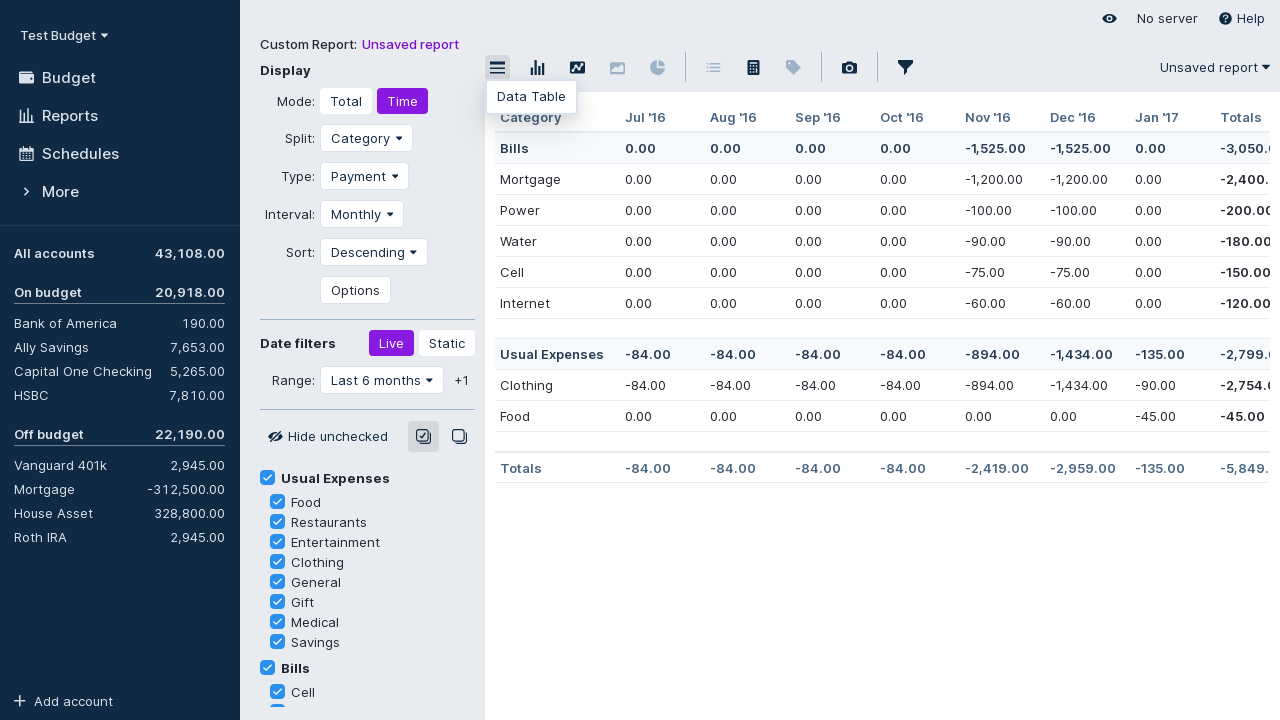 Test Budget
Budget
Reports
Schedules
More
All accounts 43,108.00
On budget 20,918.00
Bank of America 190.00
Ally Savings 7,653.00
Capital One Checking 5,265.00
HSBC 7,810.00
Off budget 22,190.00
Vanguard 401k 2,945.00
Mortgage -312,500.00
House Asset 328,800.00
Roth IRA 2,945.00
Add account
No server Help
Custom Report: Unsaved report
Display
Mode: Total Time
Split: Category
Type: Payment
Interval: Monthly
Sort: Descending
Options
Date filters Live Static
Range: Last 6 months +1
Hide unchecked
Usual Expenses
Food
Restaurants
Entertainment
Clothing
General
Gift
Medical
Savings
Bills
Cell
Unsaved report
Data Table
Category Jul '16 Aug '16 Sep '16 Oct '16 Nov '16 Dec '16 Jan '17 Totals
Bills 0.00 0.00 0.00 0.00 -1,525.00 -1,525.00 0.00 -3,050.0
Mortgage 0.00 0.00 0.00 0.00 -1,200.00 -1,200.00 0.00 -2,400.
Power 0.00 0.00 0.00 0.00 -100.00 -100.00 0.00 -200.00
Water 0.00 0.00 0.00 0.00 -90.00 -90.00 0.00 -180.00
Cell 0.00 0.00 0.00 0.00 -75.00 -75.00 0.00 -150.00
Internet 0.00 0.00 0.00 0.00 -60.00 -60.00 0.00 -120.00
Usual Expenses -84.00 -84.00 -84.00 -84.00 -894.00 -1,434.00 -135.00 -2,799.0
Clothing -84.00 -84.00 -84.00 -84.00 -894.00 -1,434.00 -90.00 -2,754.0
Food 0.00 0.00 0.00 0.00 0.00 0.00 -45.00 -45.00
Totals -84.00 -84.00 -84.00 -84.00 -2,419.00 -2,959.00 -135.00 -5,849.